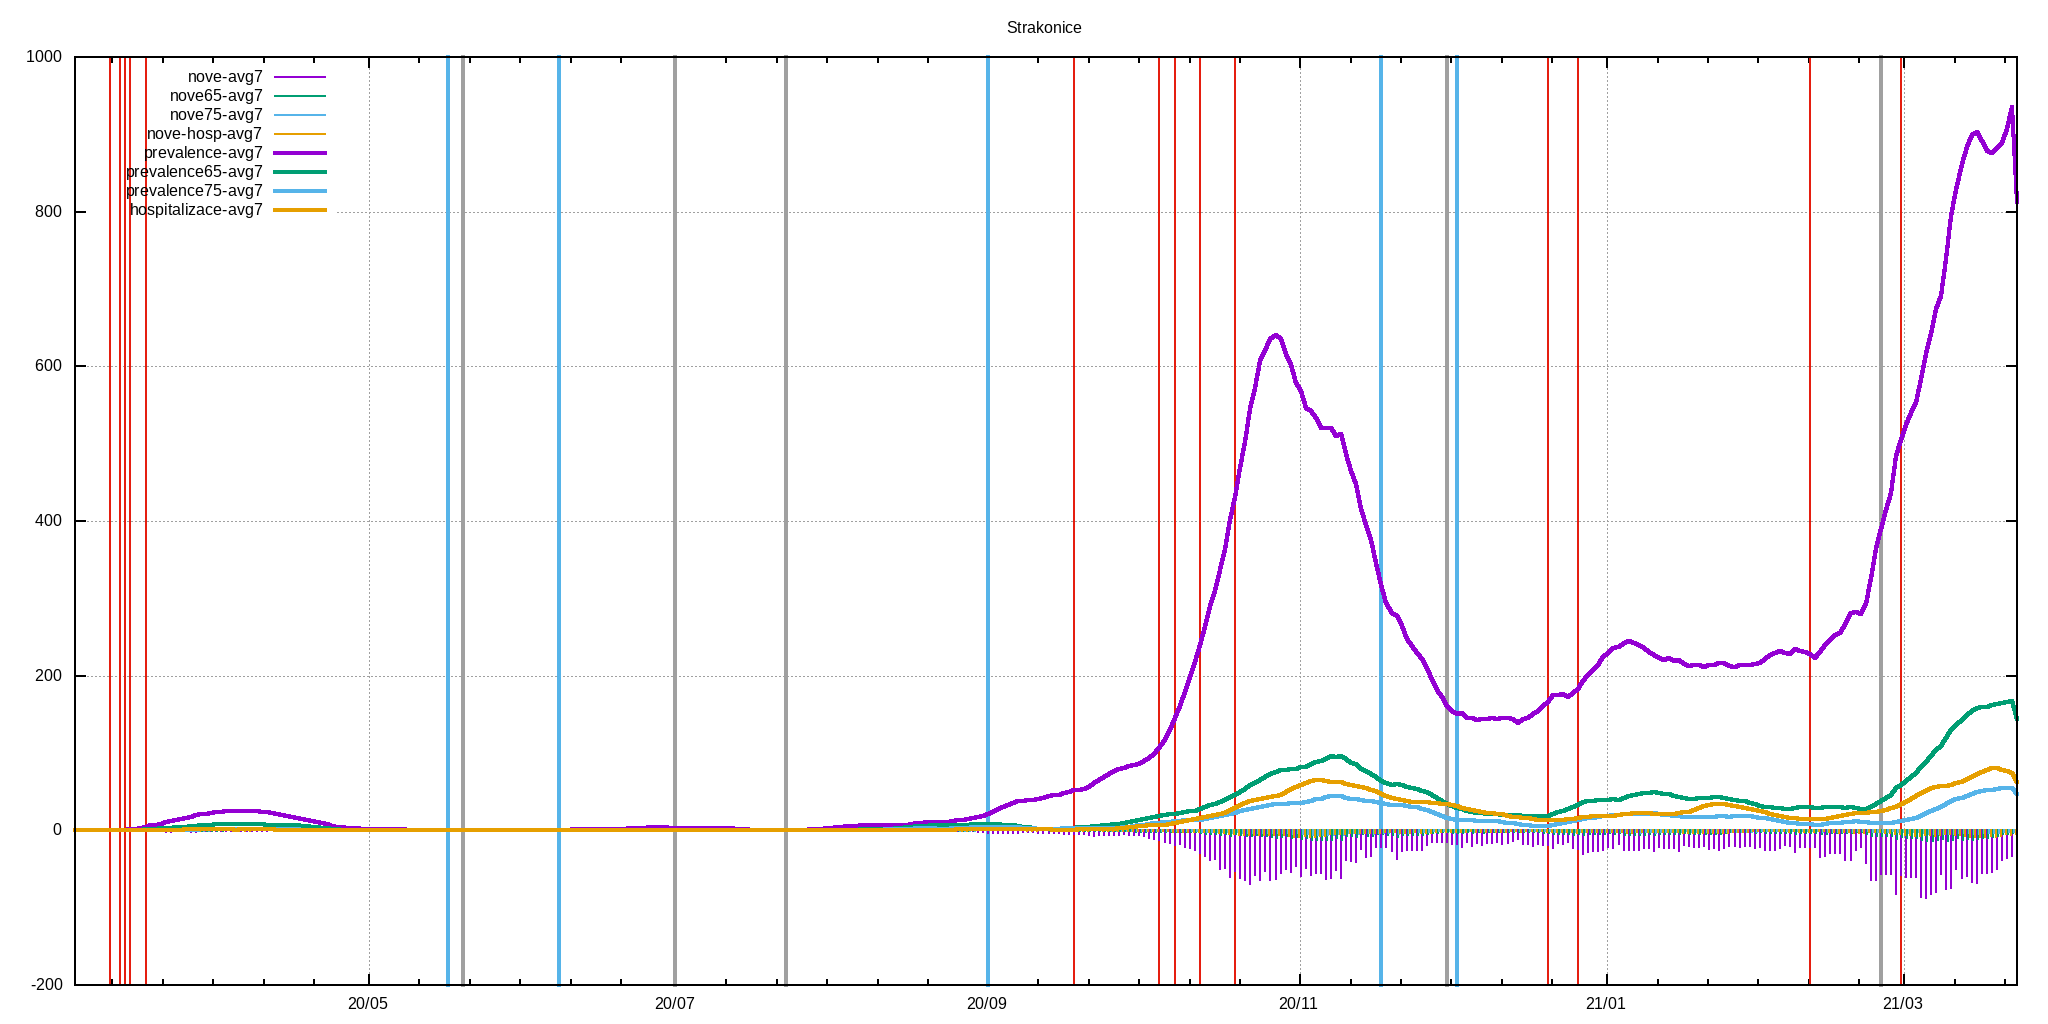 Strakonice
1000
800
600
400
200
0
-200
nove-avg7
nove65-avg7
nove75-avg7
nove-hosp-avg7
prevalence-avg7
prevalence65-avg7
prevalence75-avg7
hospitalizace-avg7
20/05
20/07
20/09
20/11
21/01
21/03